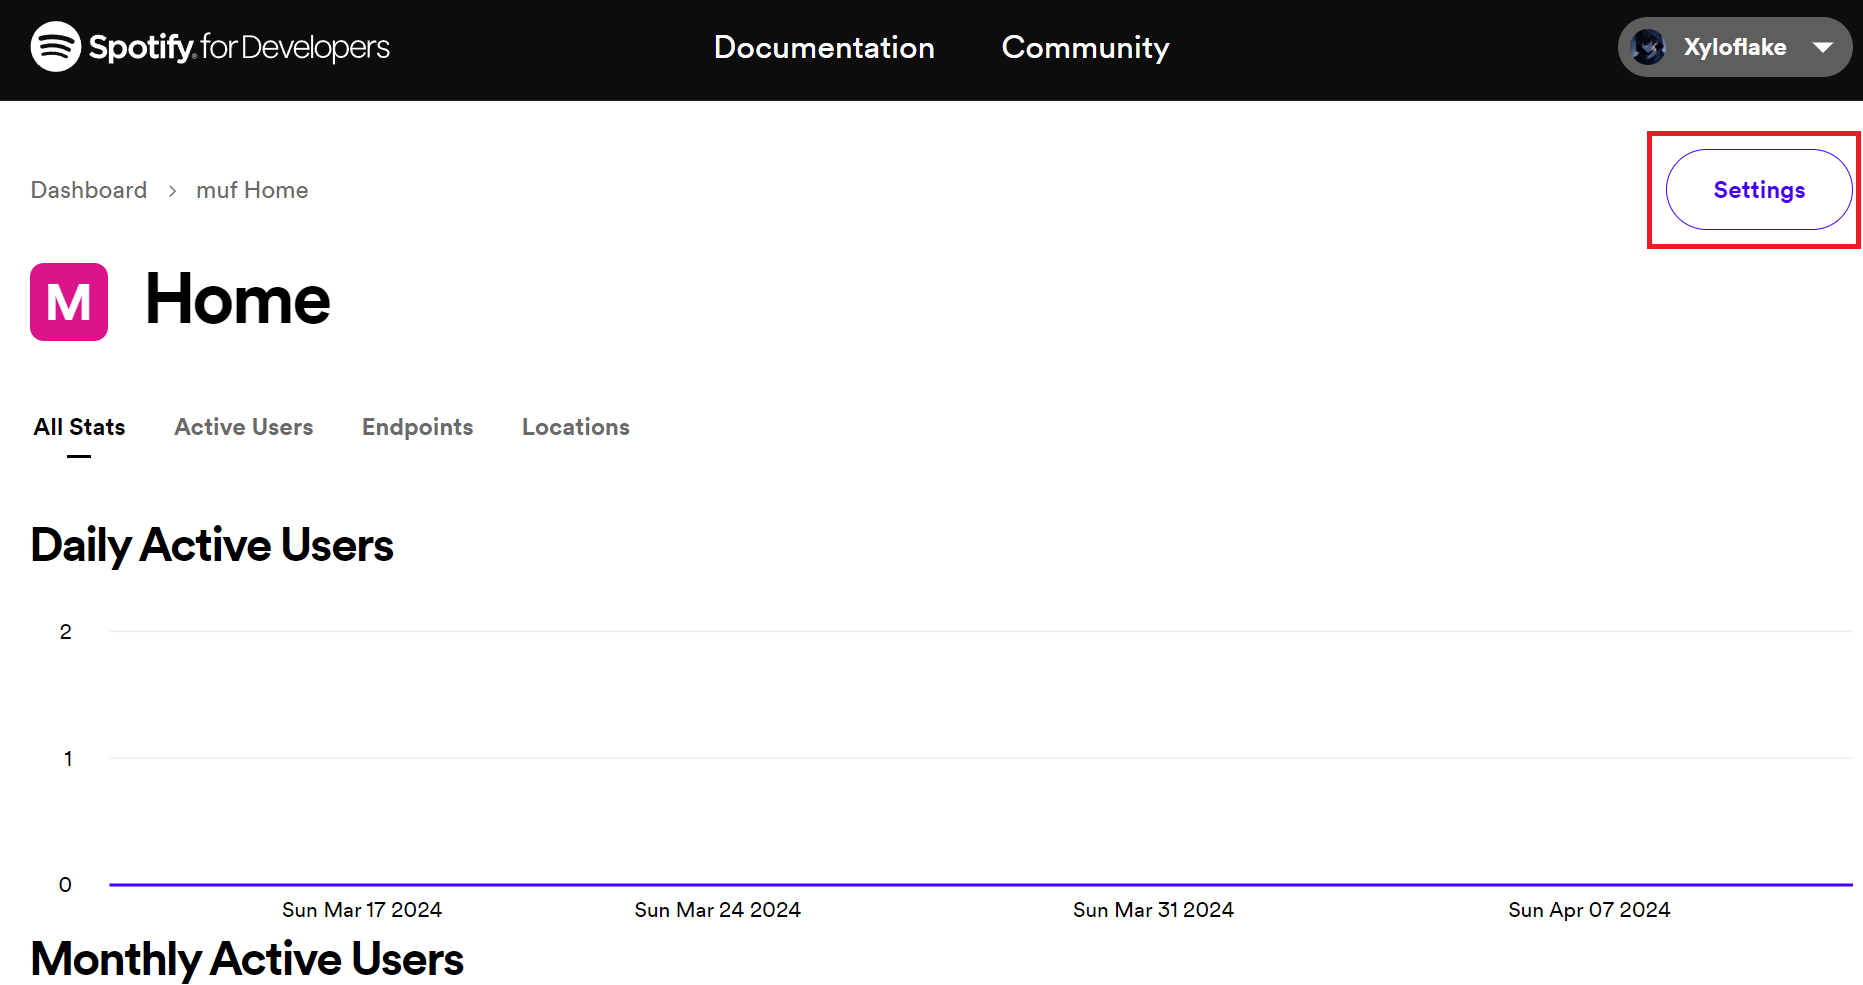 Spotify for Developers
Documentation
Community
Xyloflake
Dashboard > muf Home
Settings
M
Home
All Stats
Active Users
Endpoints
Locations
Daily Active Users
2
1
0
Sun Mar 17 2024
Sun Mar 24 2024
Sun Mar 31 2024
Sun Apr 07 2024
Monthly Active Users